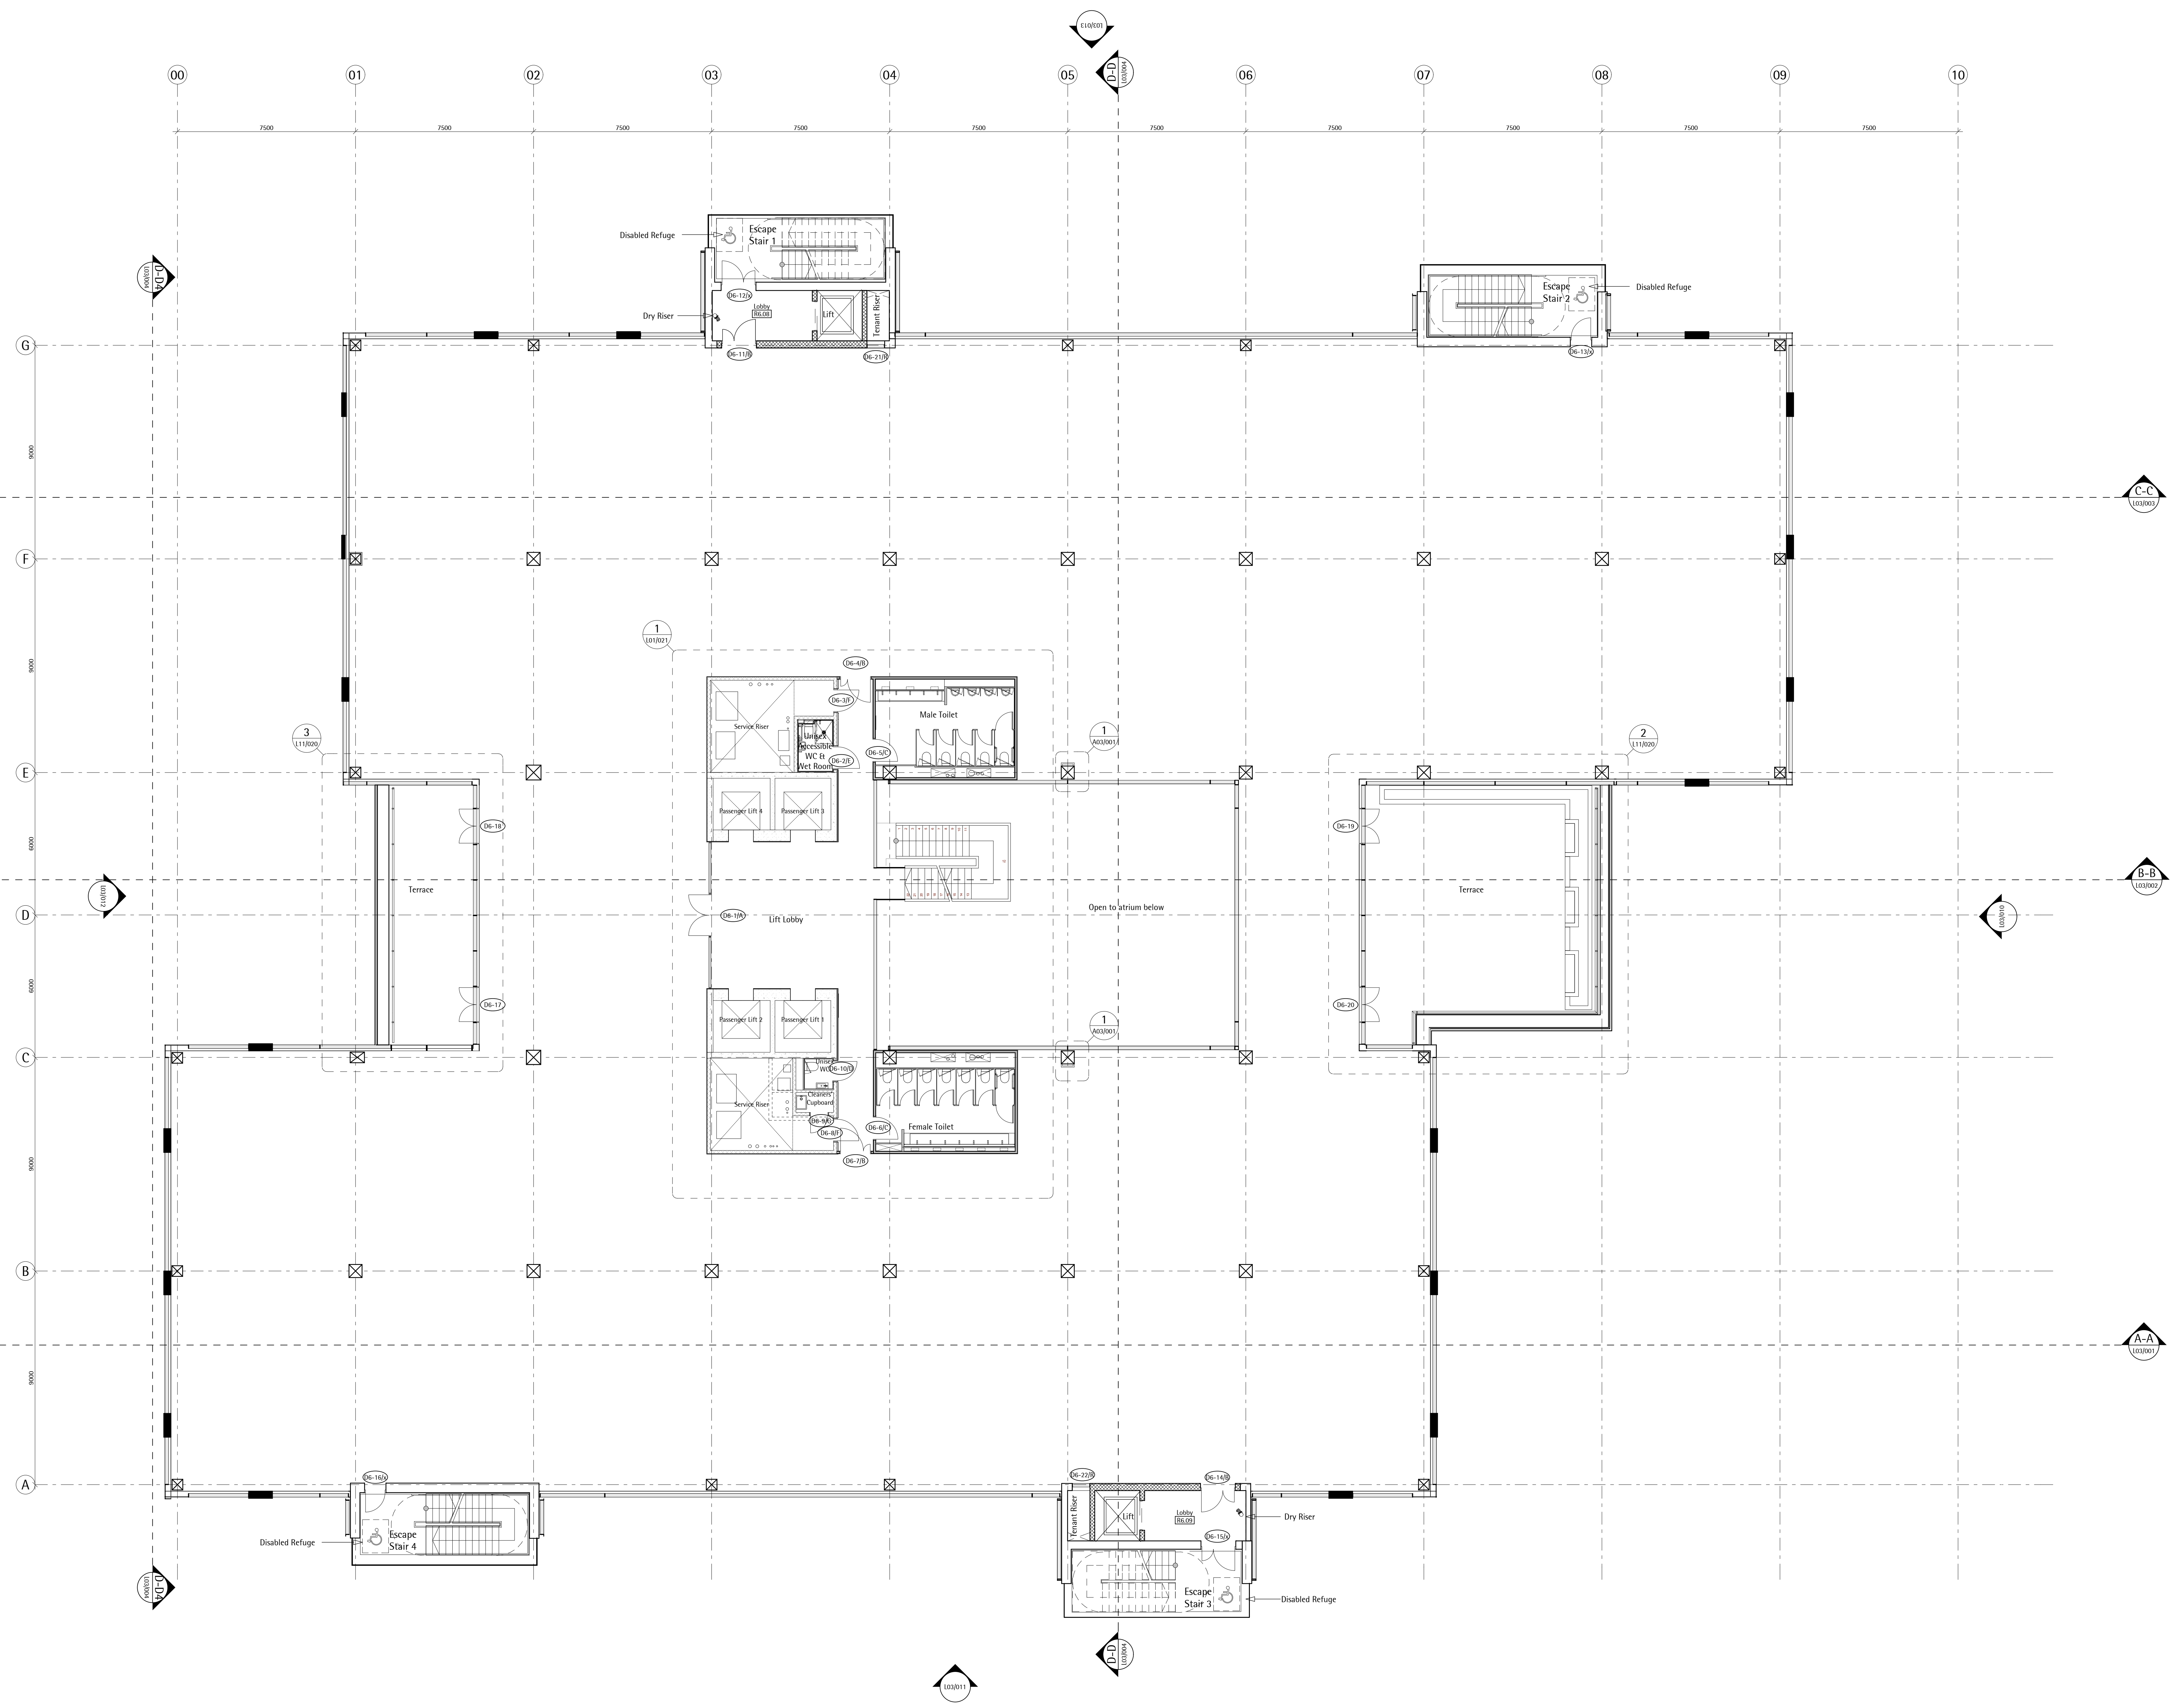 L03/013
D-D
L03/004
00
01
02
03
04
05
06
07
08
09
10
7500
7500
7500
7500
7500
7500
7500
7500
7500
7500
Disabled Refuge
Escape
Stair 1
D-D4
L03/004
D6-12/x
Dry Riser
Lobby
R6.08
Lift
Tenant Riser
D6-11/B
D6-21/R
Escape
Stair 2
Disabled Refuge
D6-13/x
G
9000
C-C
L03/003
F
9000
1
L01/021
D6-4/B
D6-3/F
Service Riser
Male Toilet
Unisex
Accessible
WC &
Wet Room
D6-5/C
D6-2/E
3
L11/020
1
A03/001
2
L11/020
E
Passenger Lift 4
Passenger Lift 3
D6-18
D6-19
6000
B-B
L03/002
L03/012
Terrace
Terrace
Open to atrium below
D
D6-1/A
Lift Lobby
L03/010
6000
D6-17
D6-20
Passenger Lift 2
Passenger Lift 1
1
A03/001
C
Unisex
WC
D6-10/D
Cleaners'
Cupboard
Service Riser
D6-9/G
D6-8/F
D6-6/C
Female Toilet
D6-7/B
9000
B
A-A
L03/001
9000
A
D6-16/x
D6-22/R
D6-14/B
Tenant Riser
Lift
Lobby
R6.09
Dry Riser
D6-15/x
Disabled Refuge
Escape
Stair 4
Escape
Stair 3
Disabled Refuge
D-D4
L03/004
D-D
L03/004
L03/011